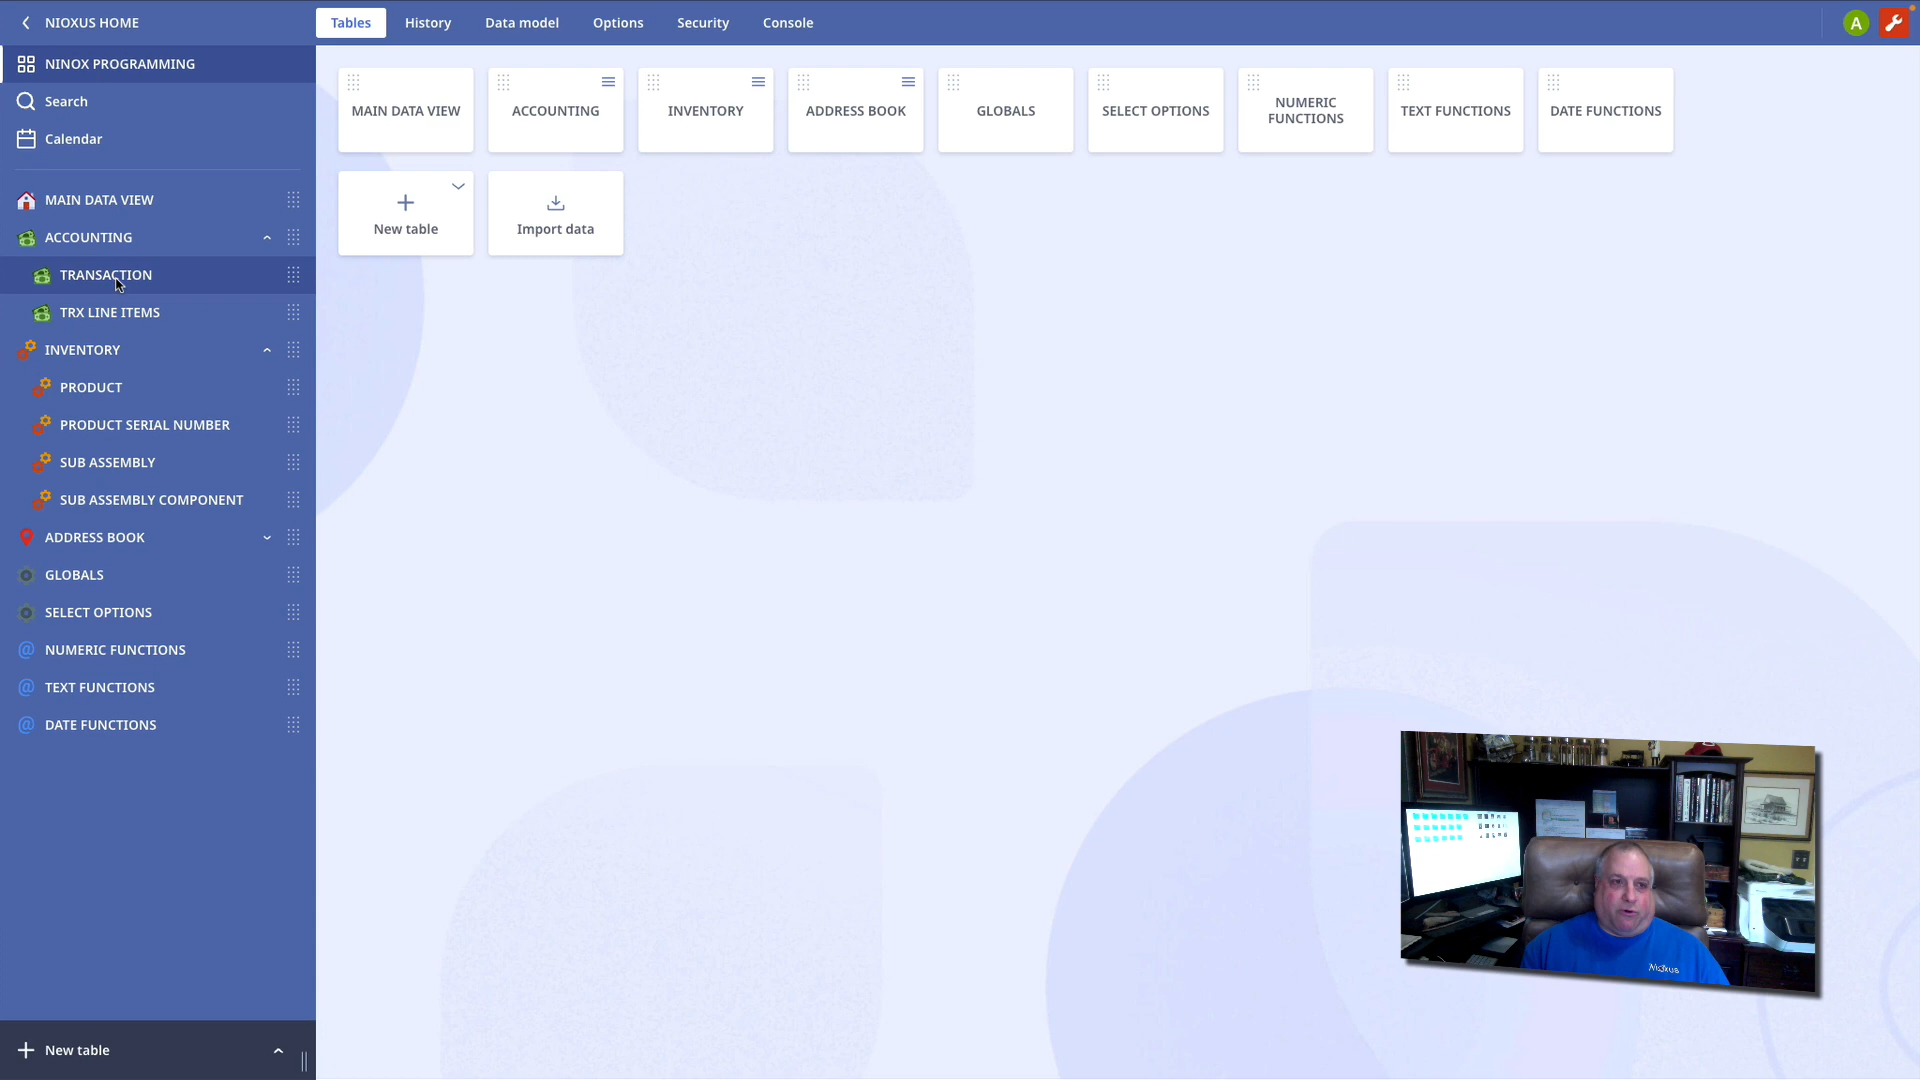 NIOXUS HOME
Tables
History
Data model
Options
Security
Console
A
NINOX PROGRAMMING
Search
Calendar
MAIN DATA VIEW
ACCOUNTING
TRANSACTION
TRX LINE ITEMS
INVENTORY
PRODUCT
PRODUCT SERIAL NUMBER
SUB ASSEMBLY
SUB ASSEMBLY COMPONENT
ADDRESS BOOK
GLOBALS
SELECT OPTIONS
@ NUMERIC FUNCTIONS
@ TEXT FUNCTIONS
@ DATE FUNCTIONS
New table
MAIN DATA VIEW
ACCOUNTING
INVENTORY
ADDRESS BOOK
GLOBALS
SELECT OPTIONS
NUMERIC
FUNCTIONS
TEXT FUNCTIONS
DATE FUNCTIONS
New table
Import data
Nioxus